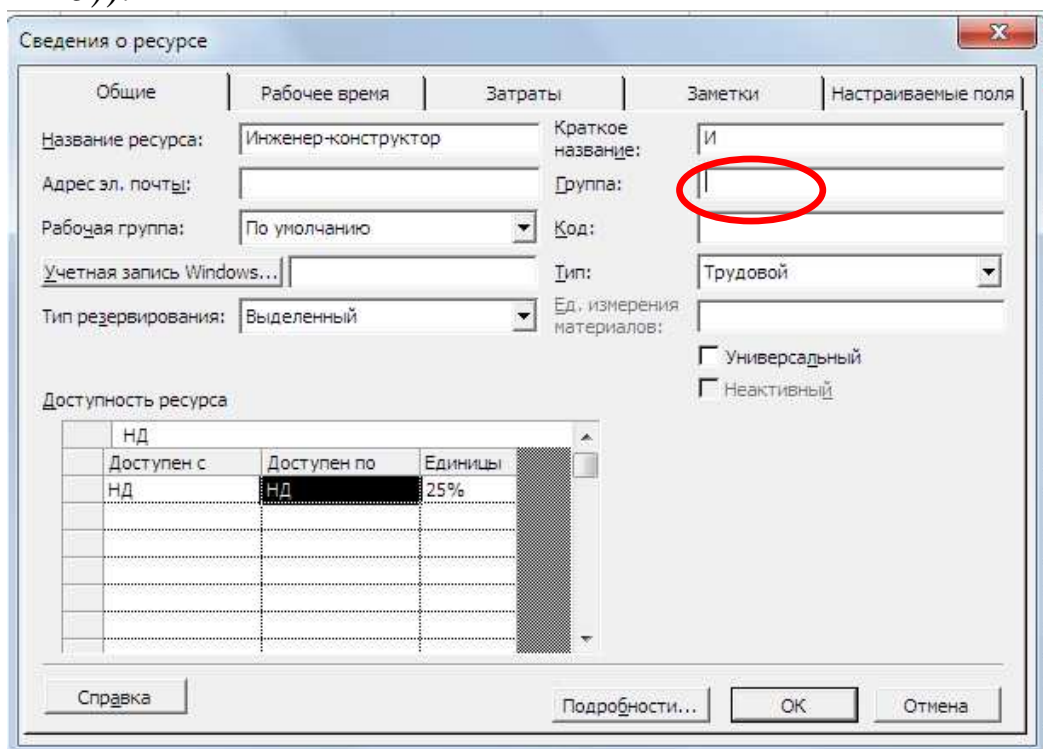 Сведения о ресурсе
Общие Рабочее время Затраты Заметки Настраиваемые поля
Название ресурса: Инженер-конструктор Краткое название: И
Адрес эл. почты: Группа:
Рабочая группа: По умолчанию Код:
Учетная запись Windows... Тип: Трудовой
Тип резервирования: Выделенный Ед. измерения материалов:
Универсальный
Неактивный
Доступность ресурса
НД
Доступен с Доступен по Единицы
НД НД 25%
Справка Подробности... ОК Отмена